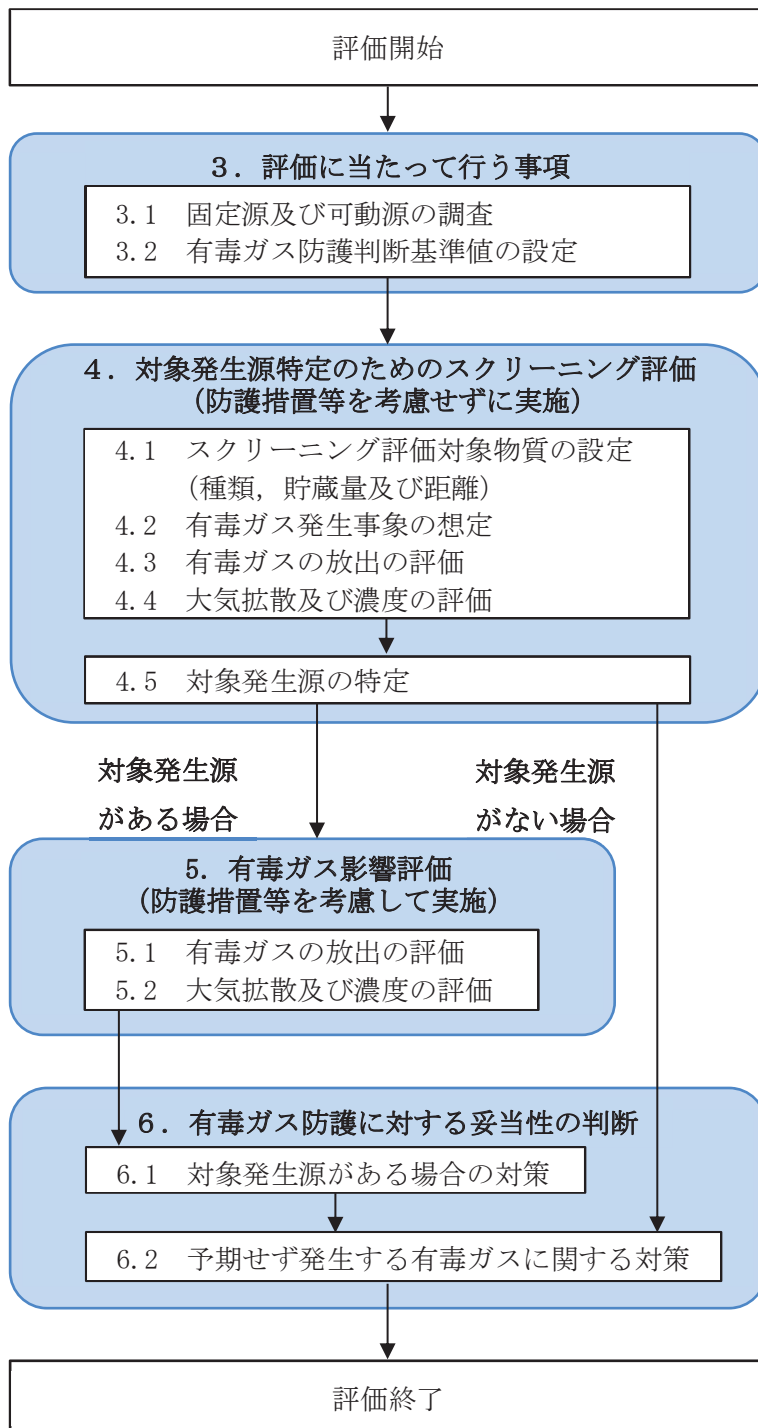 評価開始
３．評価に当たって行う事項
3.1 固定源及び可動源の調査
3.2 有毒ガス防護判断基準値の設定
４．対象発生源特定のためのスクリーニング評価
(防護措置等を考慮せずに実施)
4.1 スクリーニング評価対象物質の設定
(種類，貯蔵量及び距離)
4.2 有毒ガス発生事象の想定
4.3 有毒ガスの放出の評価
4.4 大気拡散及び濃度の評価
4.5 対象発生源の特定
対象発生源
がある場合
対象発生源
がない場合
5. 有毒ガス影響評価
(防護措置等を考慮して実施)
5.1 有毒ガスの放出の評価
5.2 大気拡散及び濃度の評価
６．有毒ガス防護に対する妥当性の判断
6.1 対象発生源がある場合の対策
6.2 予期せず発生する有毒ガスに関する対策
評価終了